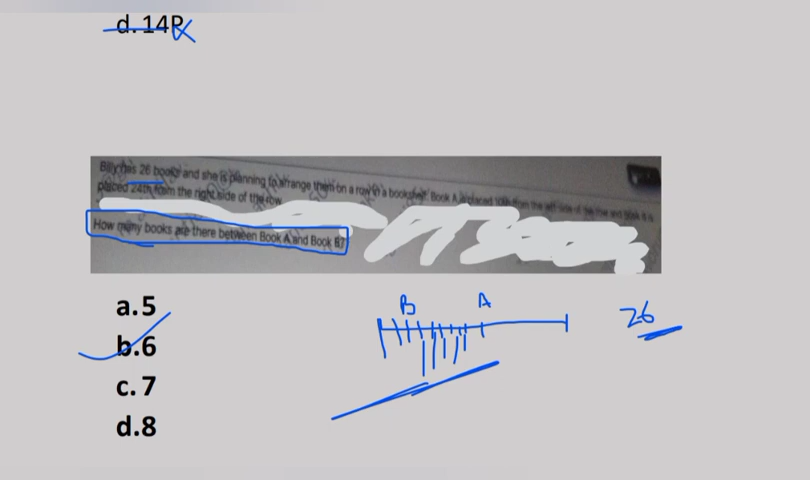 d. 14R
Billy has 26 books and she is planning to arrange them on a row in a bookshelf. Book A is placed 10th from the left side of the row and Book B is
placed 24th from the right side of the row.
How many books are there between Book A and Book B?
a.5
B A 26
b.6
c. 7
d.8